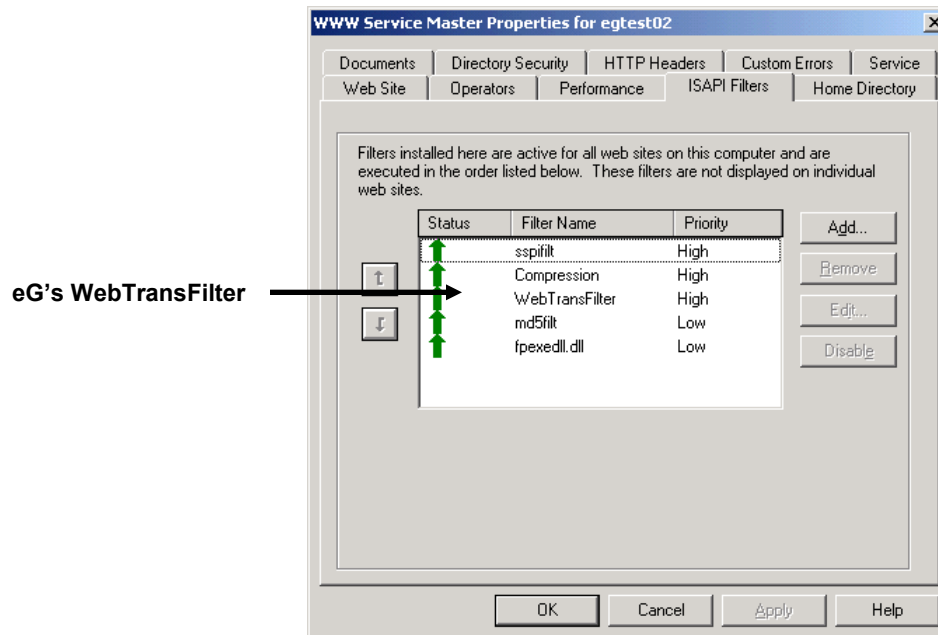 WWW Service Master Properties for egtest02
Documents Directory Security HTTP Headers Custom Errors Service
Web Site Operators Performance ISAPI Filters Home Directory
Filters installed here are active for all web sites on this computer and are
executed in the order listed below. These filters are not displayed on individual
web sites.
Status Filter Name Priority
sspifilt High
Compression High
WebTransFilter High
md5filt Low
fpexedll.dll Low
Add...
Remove
Edit...
Disable
eG's WebTransFilter
OK Cancel Apply Help